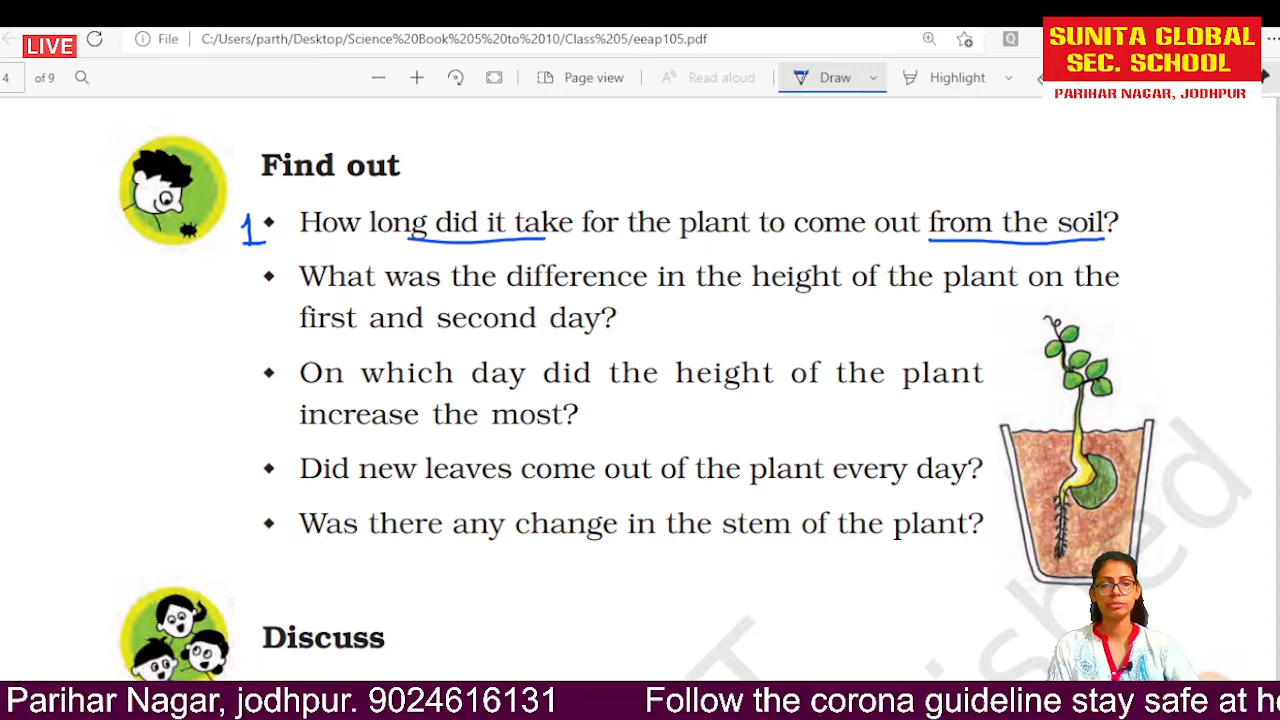 LIVE
File
C:/Users/parth/Desktop/Science%20Book%205%20to%2010/Class%205/eeap105.pdf
SUNITA GLOBAL
SEC. SCHOOL
PARIHAR NAGAR, JODHPUR
4 of 9
Page view
Read aloud
Draw
Highlight
Find out
1 ◆ How long did it take for the plant to come out from the soil?
◆ What was the difference in the height of the plant on the
first and second day?
◆ On which day did the height of the plant
increase the most?
◆ Did new leaves come out of the plant every day?
◆ Was there any change in the stem of the plant?
Discuss
Parihar Nagar, jodhpur. 9024616131 Follow the corona guideline stay safe at